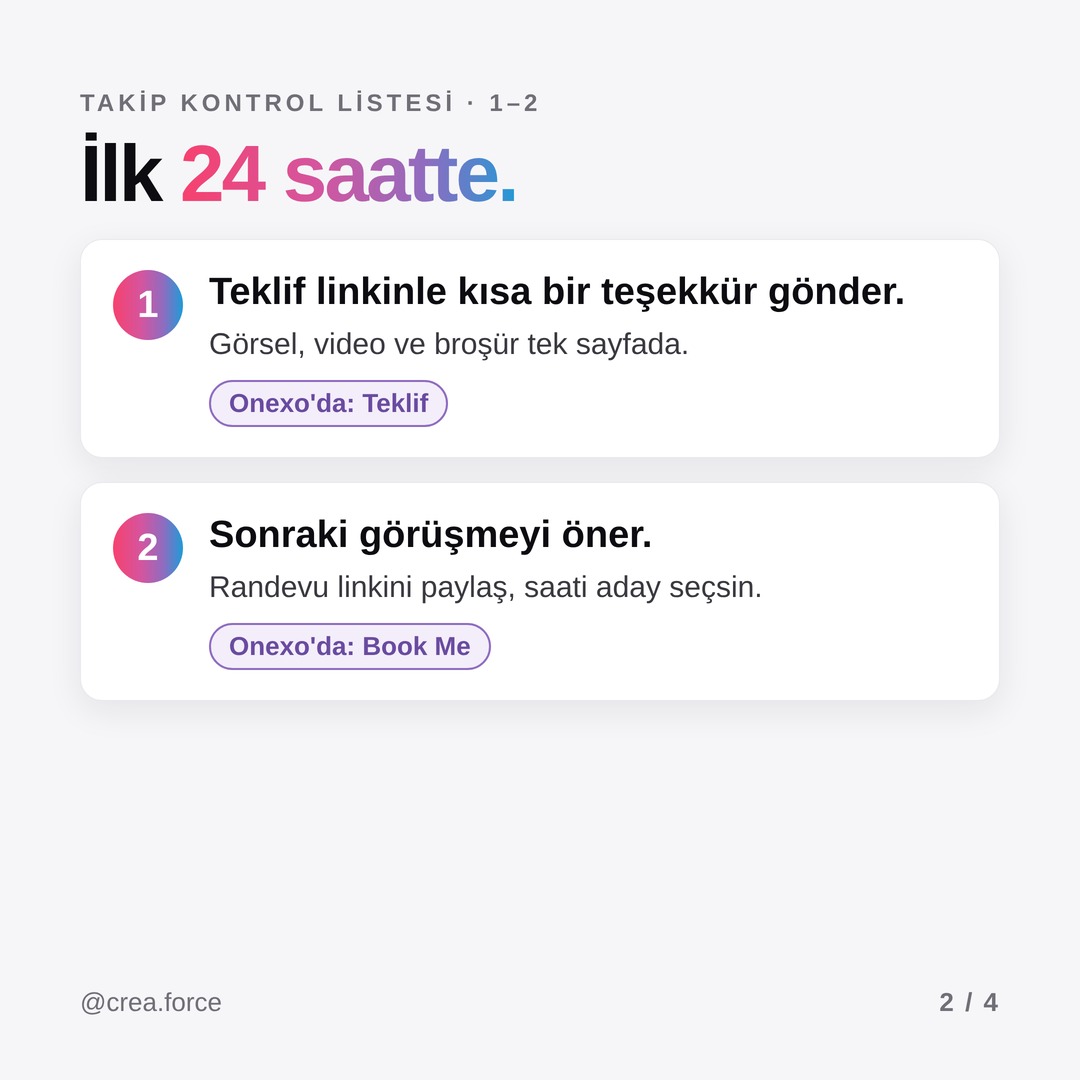 TAKİP KONTROL LİSTESİ · 1–2
İlk 24 saatte.
1
Teklif linkinle kısa bir teşekkür gönder.
Görsel, video ve broşür tek sayfada.
Onexo'da: Teklif
2
Sonraki görüşmeyi öner.
Randevu linkini paylaş, saati aday seçsin.
Onexo'da: Book Me
@crea.force
2 / 4